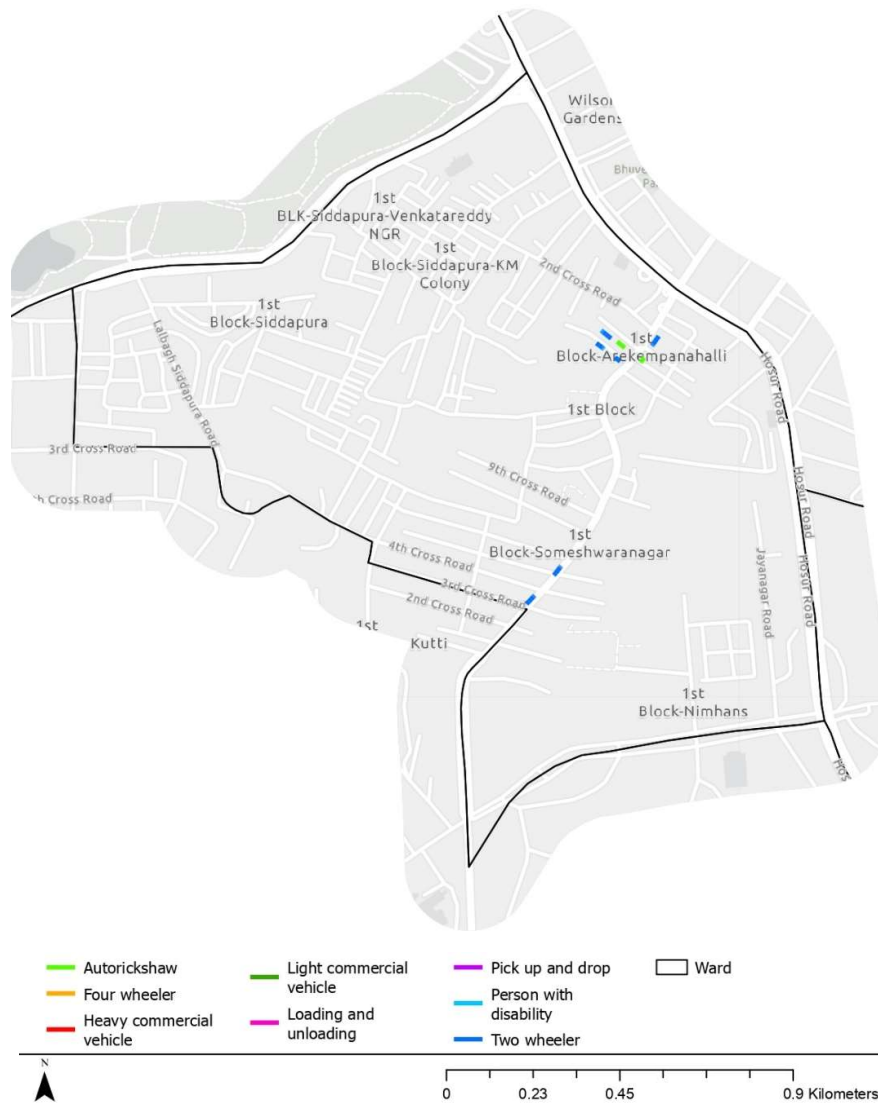 Wilson
Gardens
Bhuve
Pa
1st
BLK-Siddapura-Venkatareddy
NGR
1st
Block-Siddapura-KM
Colony
2nd Cross Road
1st
Block-Siddapura
Lalbagh Siddapura Road
1st
Block-Arekempanahalli
Hosur Road
1st Block
3rd Cross Road
th Cross Road
9th Cross Road
Hosur Road
1st
Block-Someshwaranagar
4th Cross Road
3rd Cross Road
2nd Cross Road
Jayanagar Road
Hosur Road
1st
Kutti
1st
Block-Nimhans
Hos
Autorickshaw
Four wheeler
Heavy commercial
vehicle
Light commercial
vehicle
Loading and
unloading
Pick up and drop
Person with
disability
Two wheeler
Ward
N
0 0.23 0.45 0.9 Kilometers